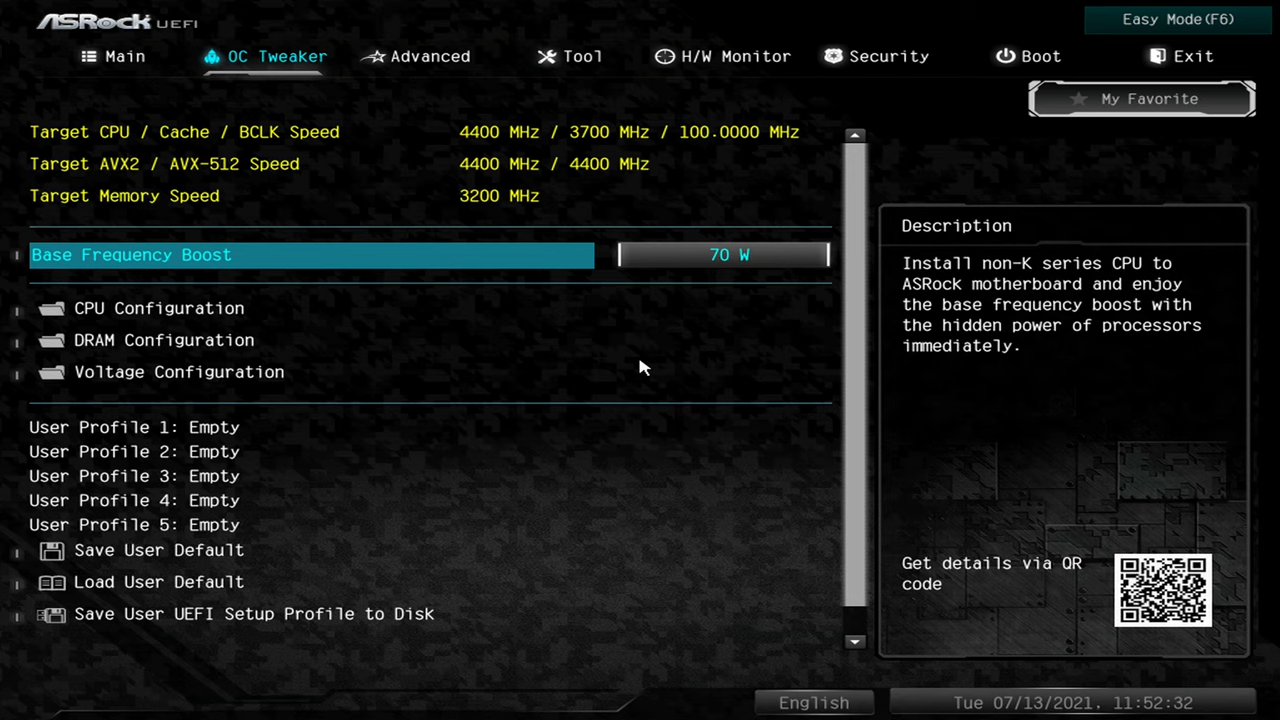 ASRock UEFI
Easy Mode(F6)
Main OC Tweaker Advanced Tool H/W Monitor Security Boot Exit
My Favorite
Target CPU / Cache / BCLK Speed 4400 MHz / 3700 MHz / 100.0000 MHz
Target AVX2 / AVX-512 Speed 4400 MHz / 4400 MHz
Target Memory Speed 3200 MHz
Base Frequency Boost 70 W
CPU Configuration
DRAM Configuration
Voltage Configuration
User Profile 1: Empty
User Profile 2: Empty
User Profile 3: Empty
User Profile 4: Empty
User Profile 5: Empty
Save User Default
Load User Default
Save User UEFI Setup Profile to Disk
Description
Install non-K series CPU to
ASRock motherboard and enjoy
the base frequency boost with
the hidden power of processors
immediately.
Get details via QR
code
English
Tue 07/13/2021. 11:52:32